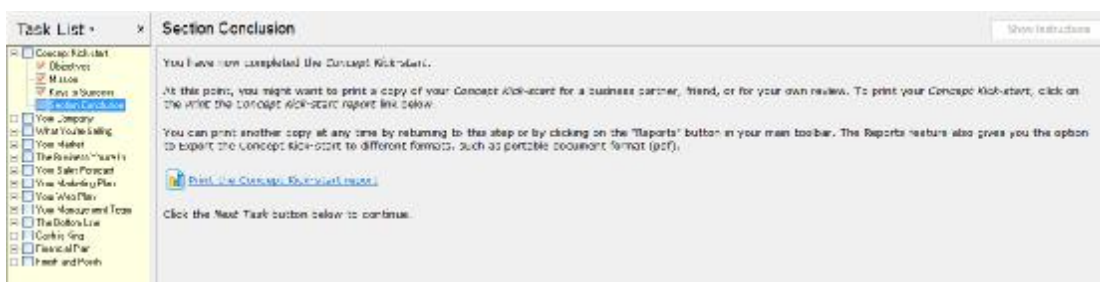 Task List
Section Conclusion
Show Instructions
Concept Kick-start
Objectives
Mission
Keys to Success
Section Conclusion
Your Company
What You're Selling
Your Market
The Business You're In
Your Sales Forecast
Your Marketing Plan
Your Web Plan
Your Management Team
The Bottom Line
Cash is King
Financial Plan
You have now completed the Concept Kick-start.
At this point, you might want to print a copy of your Concept Kick-start for a business partner, friend, or for your own review. To print your Concept Kick-start, click on
the Print the Concept Kick-start report link below.
You can print another copy at any time by returning to this step or by clicking on the "Reports" button in your main toolbar. The Reports feature also gives you the option
to Export the Concept Kick-start to different formats, such as portable document format (pdf).
Print the Concept Kick-start report
Click the Next Task button below to continue.